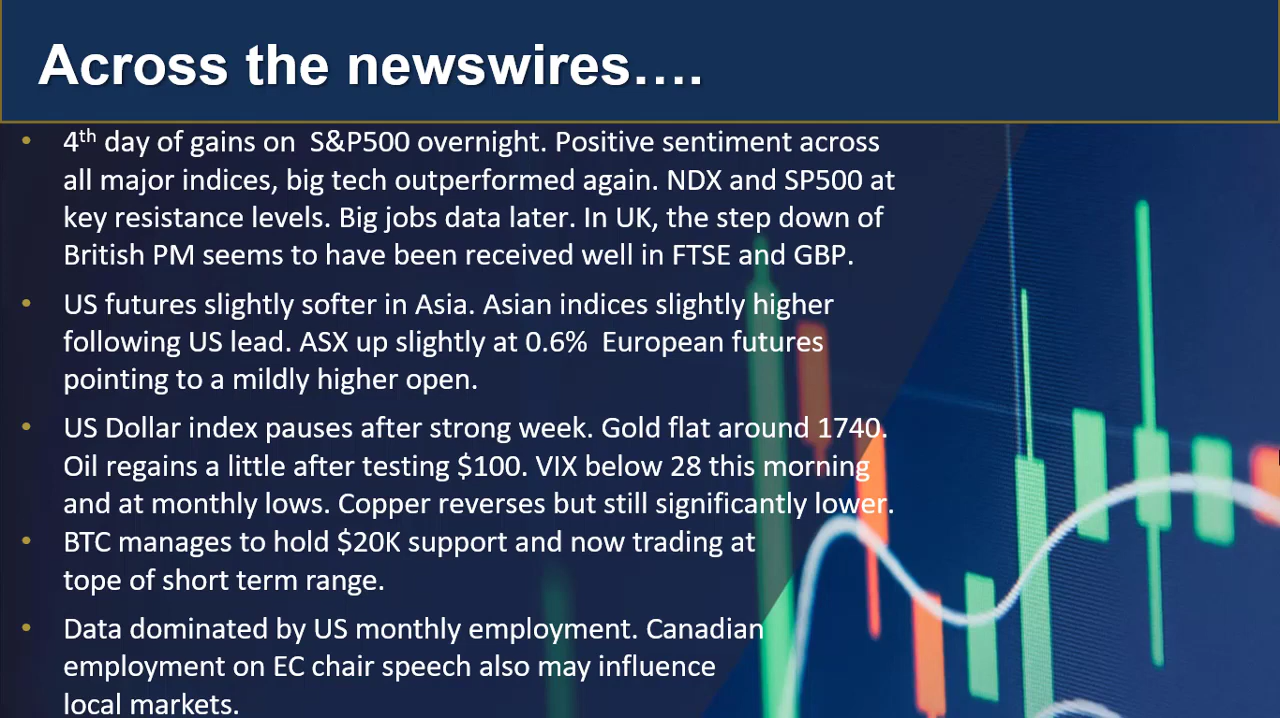 Across the newswires….
• 4th day of gains on  S&P500 overnight. Positive sentiment across
all major indices, big tech outperformed again. NDX and SP500 at
key resistance levels. Big jobs data later. In UK, the step down of
British PM seems to have been received well in FTSE and GBP.
• US futures slightly softer in Asia. Asian indices slightly higher
following US lead. ASX up slightly at 0.6%  European futures
pointing to a mildly higher open.
• US Dollar index pauses after strong week. Gold flat around 1740.
Oil regains a little after testing $100. VIX below 28 this morning
and at monthly lows. Copper reverses but still significantly lower.
• BTC manages to hold $20K support and now trading at
tope of short term range.
• Data dominated by US monthly employment. Canadian
employment on EC chair speech also may influence
local markets.